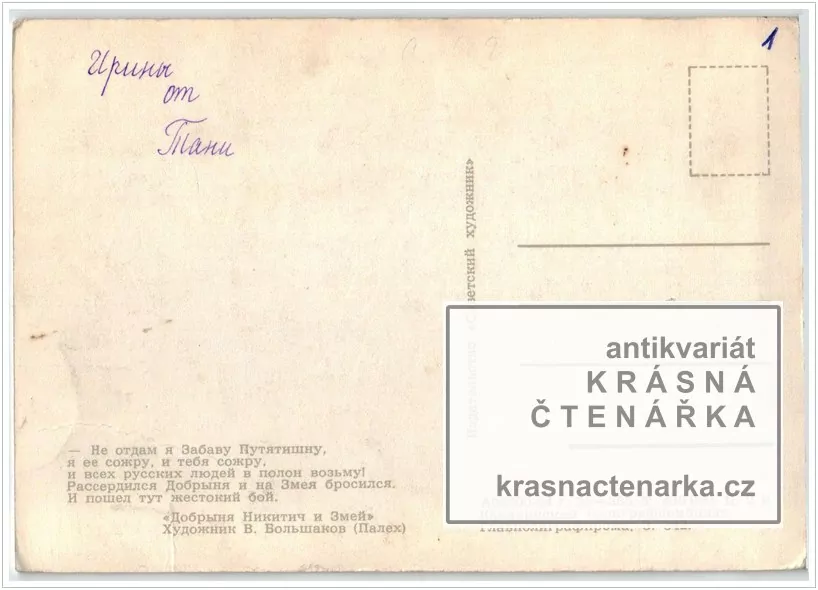 Ирины
от
Тани
1
— Не отдам я Забаву Путятишну,
я ее сожру, и тебя сожру,
и всех русских людей в полон возьму!
Рассердился Добрыня и на Змея бросился.
И пошел тут жестокий бой.
«Добрыня Никитич и Змей»
Художник В. Большаков (Палех)
художник»
antikvariát
KRÁSNÁ
ČTENÁŘKA
krasnactenarka.cz